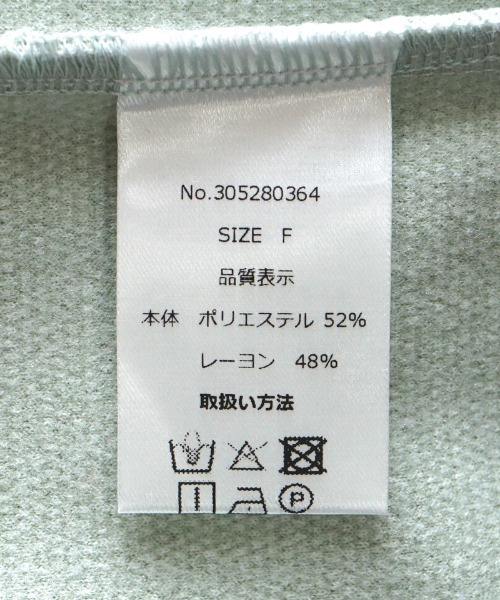 No.305280364
SIZE F
品質表示
本体 ポリエステル 52%
レーヨン 48%
取扱い方法
P